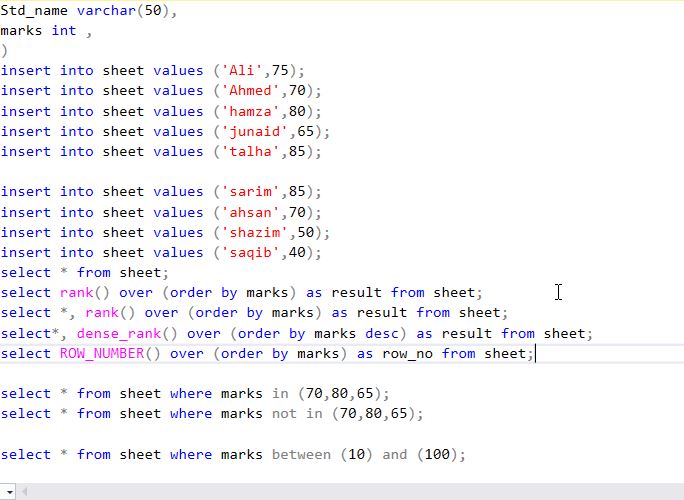 Std_name varchar(50),
marks int ,
)
insert into sheet values ('Ali',75);
insert into sheet values ('Ahmed',70);
insert into sheet values ('hamza',80);
insert into sheet values ('junaid',65);
insert into sheet values ('talha',85);
insert into sheet values ('sarim',85);
insert into sheet values ('ahsan',70);
insert into sheet values ('shazim',50);
insert into sheet values ('saqib',40);
select * from sheet;
select rank() over (order by marks) as result from sheet;
select *, rank() over (order by marks) as result from sheet;
select*, dense_rank() over (order by marks desc) as result from sheet;
select ROW_NUMBER() over (order by marks) as row_no from sheet;
select * from sheet where marks in (70,80,65);
select * from sheet where marks not in (70,80,65);
select * from sheet where marks between (10) and (100);